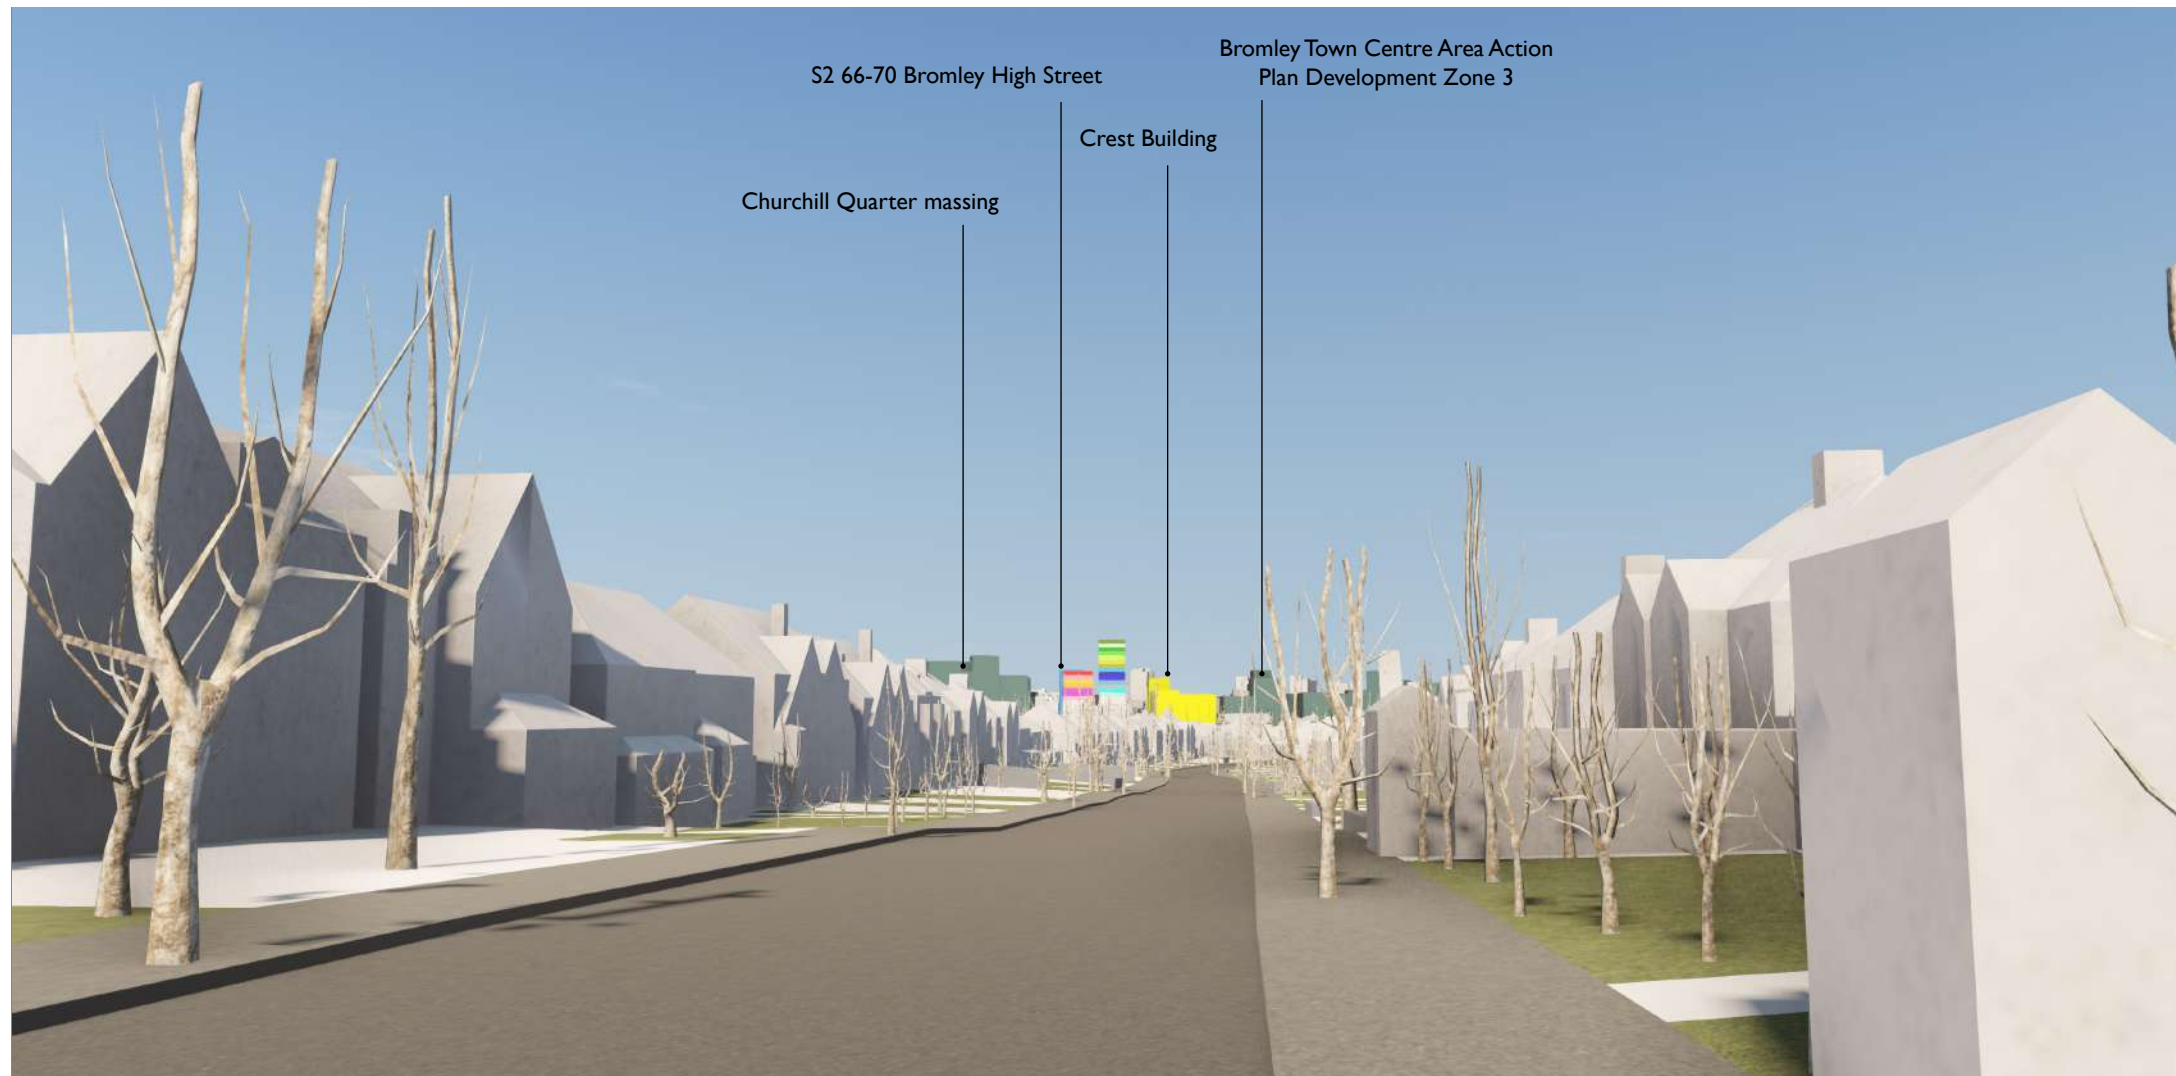 Bromley Town Centre Area Action
Plan Development Zone 3
S2 66-70 Bromley High Street
Crest Building
Churchill Quarter massing